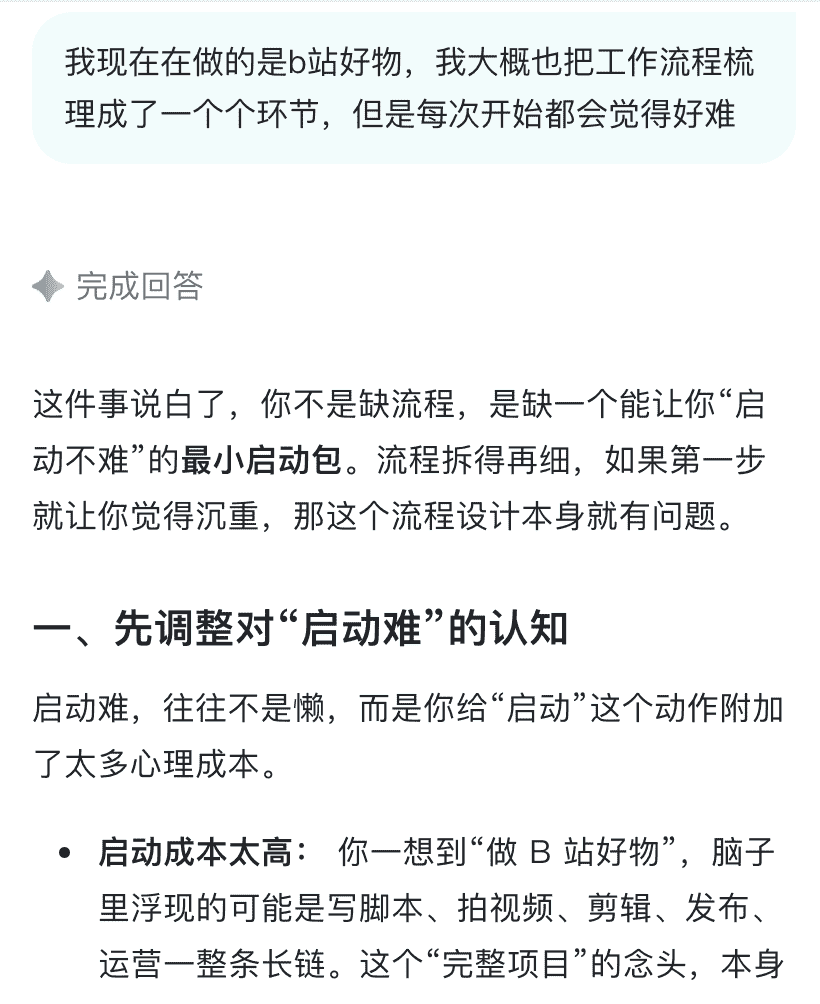 我现在在做的是b站好物，我大概也把工作流程梳
理成了一个个环节，但是每次开始都会觉得好难
完成回答
这件事说白了，你不是缺流程，是缺一个能让你“启
动不难”的最小启动包。流程拆得再细，如果第一步
就让你觉得沉重，那这个流程设计本身就有问题。
一、先调整对“启动难”的认知
启动难，往往不是懒，而是你给“启动”这个动作附加
了太多心理成本。
• 启动成本太高： 你一想到“做 B 站好物”，脑子
里浮现的可能是写脚本、拍视频、剪辑、发布、
运营一整条长链。这个“完整项目”的念头，本身